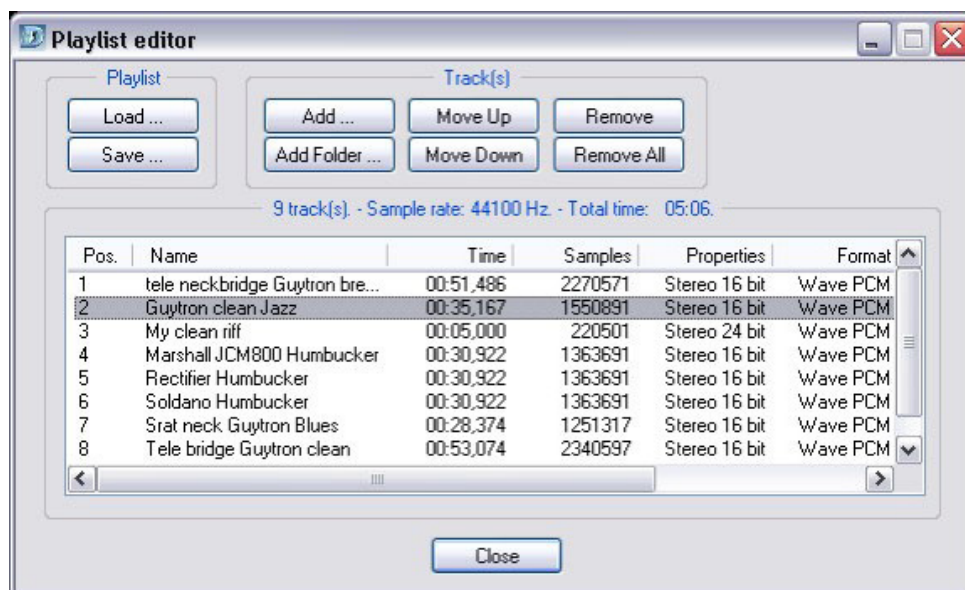 Playlist editor
Playlist Track(s)
Load ... Add ... Move Up Remove
Save ... Add Folder ... Move Down Remove All
9 track(s). - Sample rate: 44100 Hz. - Total time: 05:06.
Pos. Name Time Samples Properties Format
1 tele neckbridge Guytron bre... 00:51,486 2270571 Stereo 16 bit Wave PCM
2 Guytron clean Jazz 00:35,167 1550891 Stereo 16 bit Wave PCM
3 My clean riff 00:05,000 220501 Stereo 24 bit Wave PCM
4 Marshall JCM800 Humbucker 00:30,922 1363691 Stereo 16 bit Wave PCM
5 Rectifier Humbucker 00:30,922 1363691 Stereo 16 bit Wave PCM
6 Soldano Humbucker 00:30,922 1363691 Stereo 16 bit Wave PCM
7 Srat neck Guytron Blues 00:28,374 1251317 Stereo 16 bit Wave PCM
8 Tele bridge Guytron clean 00:53,074 2340597 Stereo 16 bit Wave PCM
Close